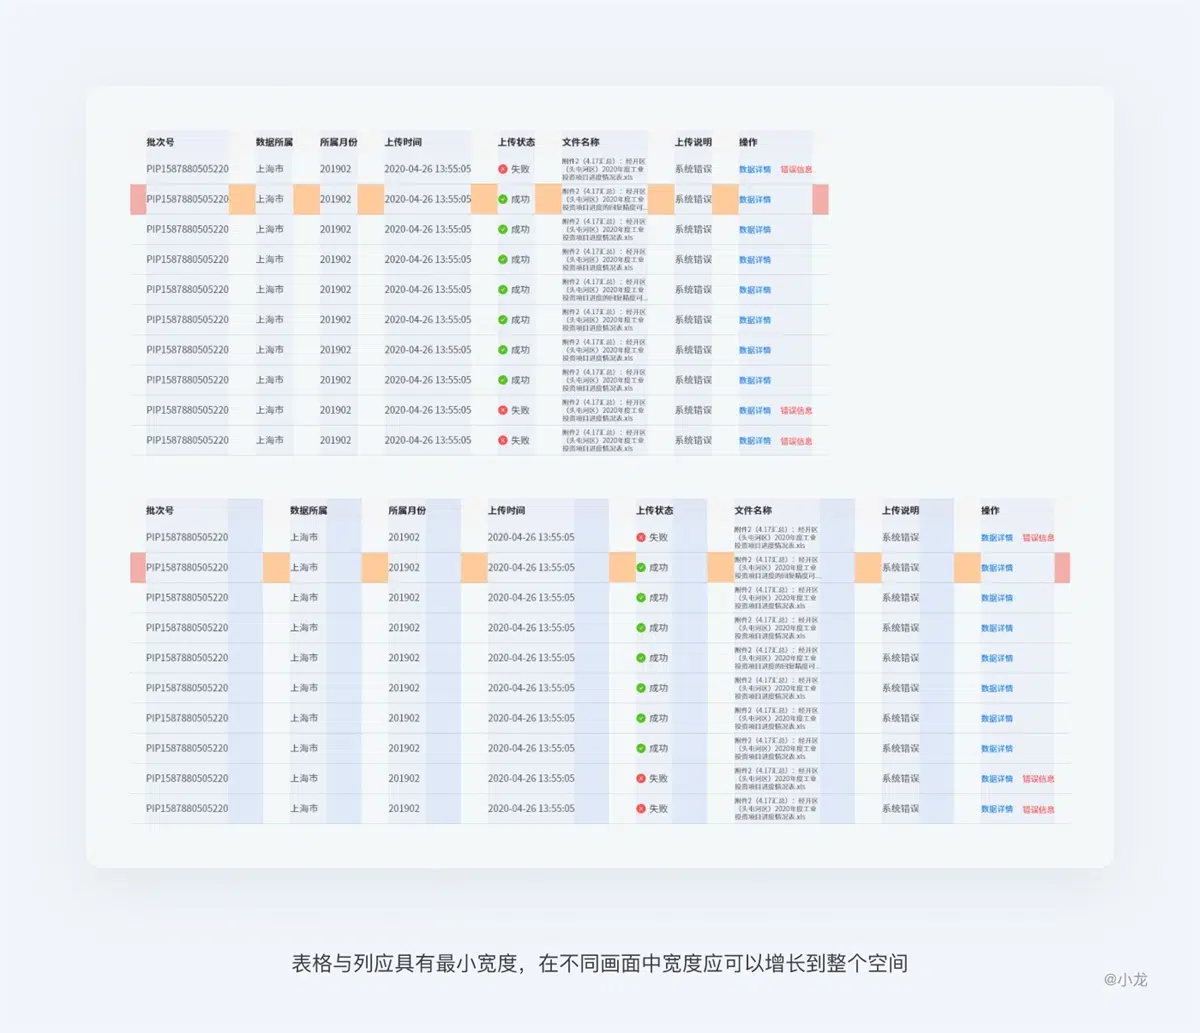 批次号 数据所属 所属月份 上传时间 上传状态 文件名称 上传说明 操作
PIP1587880505220 上海市 201902 2020-04-26 13:55:05 失败 附件2（4.17汇总）：经开区 系统错误 数据详情 错误信息
（头屯河区）2020年度工业
投资项目进度情况表.xls
PIP1587880505220 上海市 201902 2020-04-26 13:55:05 成功 附件2（4.17汇总）：经开区 系统错误 数据详情
（头屯河区）2020年度工业
投资项目进度的回复精度可...
PIP1587880505220 上海市 201902 2020-04-26 13:55:05 成功 附件2（4.17汇总）：经开区 系统错误 数据详情
（头屯河区）2020年度工业
投资项目进度情况表.xls
PIP1587880505220 上海市 201902 2020-04-26 13:55:05 成功 附件2（4.17汇总）：经开区 系统错误 数据详情
（头屯河区）2020年度工业
投资项目进度情况表.xls
PIP1587880505220 上海市 201902 2020-04-26 13:55:05 成功 附件2（4.17汇总）：经开区 系统错误 数据详情
（头屯河区）2020年度工业
投资项目进度的回复精度可...
PIP1587880505220 上海市 201902 2020-04-26 13:55:05 成功 附件2（4.17汇总）：经开区 系统错误 数据详情
（头屯河区）2020年度工业
投资项目进度情况表.xls
PIP1587880505220 上海市 201902 2020-04-26 13:55:05 成功 附件2（4.17汇总）：经开区 系统错误 数据详情
（头屯河区）2020年度工业
投资项目进度情况表.xls
PIP1587880505220 上海市 201902 2020-04-26 13:55:05 成功 附件2（4.17汇总）：经开区 系统错误 数据详情
（头屯河区）2020年度工业
投资项目进度情况表.xls
PIP1587880505220 上海市 201902 2020-04-26 13:55:05 失败 附件2（4.17汇总）：经开区 系统错误 数据详情 错误信息
（头屯河区）2020年度工业
投资项目进度情况表.xls
PIP1587880505220 上海市 201902 2020-04-26 13:55:05 失败 附件2（4.17汇总）：经开区 系统错误 数据详情 错误信息
（头屯河区）2020年度工业
投资项目进度情况表.xls
批次号 数据所属 所属月份 上传时间 上传状态 文件名称 上传说明 操作
PIP1587880505220 上海市 201902 2020-04-26 13:55:05 失败 附件2（4.17汇总）：经开区 系统错误 数据详情 错误信息
（头屯河区）2020年度工业
投资项目进度情况表.xls
PIP1587880505220 上海市 201902 2020-04-26 13:55:05 成功 附件2（4.17汇总）：经开区 系统错误 数据详情
（头屯河区）2020年度工业
投资项目进度的回复精度可...
PIP1587880505220 上海市 201902 2020-04-26 13:55:05 成功 附件2（4.17汇总）：经开区 系统错误 数据详情
（头屯河区）2020年度工业
投资项目进度情况表.xls
PIP1587880505220 上海市 201902 2020-04-26 13:55:05 成功 附件2（4.17汇总）：经开区 系统错误 数据详情
（头屯河区）2020年度工业
投资项目进度情况表.xls
PIP1587880505220 上海市 201902 2020-04-26 13:55:05 成功 附件2（4.17汇总）：经开区 系统错误 数据详情
（头屯河区）2020年度工业
投资项目进度的回复精度可...
PIP1587880505220 上海市 201902 2020-04-26 13:55:05 成功 附件2（4.17汇总）：经开区 系统错误 数据详情
（头屯河区）2020年度工业
投资项目进度情况表.xls
PIP1587880505220 上海市 201902 2020-04-26 13:55:05 成功 附件2（4.17汇总）：经开区 系统错误 数据详情
（头屯河区）2020年度工业
投资项目进度情况表.xls
PIP1587880505220 上海市 201902 2020-04-26 13:55:05 成功 附件2（4.17汇总）：经开区 系统错误 数据详情
（头屯河区）2020年度工业
投资项目进度情况表.xls
PIP1587880505220 上海市 201902 2020-04-26 13:55:05 失败 附件2（4.17汇总）：经开区 系统错误 数据详情 错误信息
（头屯河区）2020年度工业
投资项目进度情况表.xls
PIP1587880505220 上海市 201902 2020-04-26 13:55:05 失败 附件2（4.17汇总）：经开区 系统错误 数据详情 错误信息
（头屯河区）2020年度工业
投资项目进度情况表.xls
表格与列应具有最小宽度，在不同画面中宽度应可以增长到整个空间
@小龙